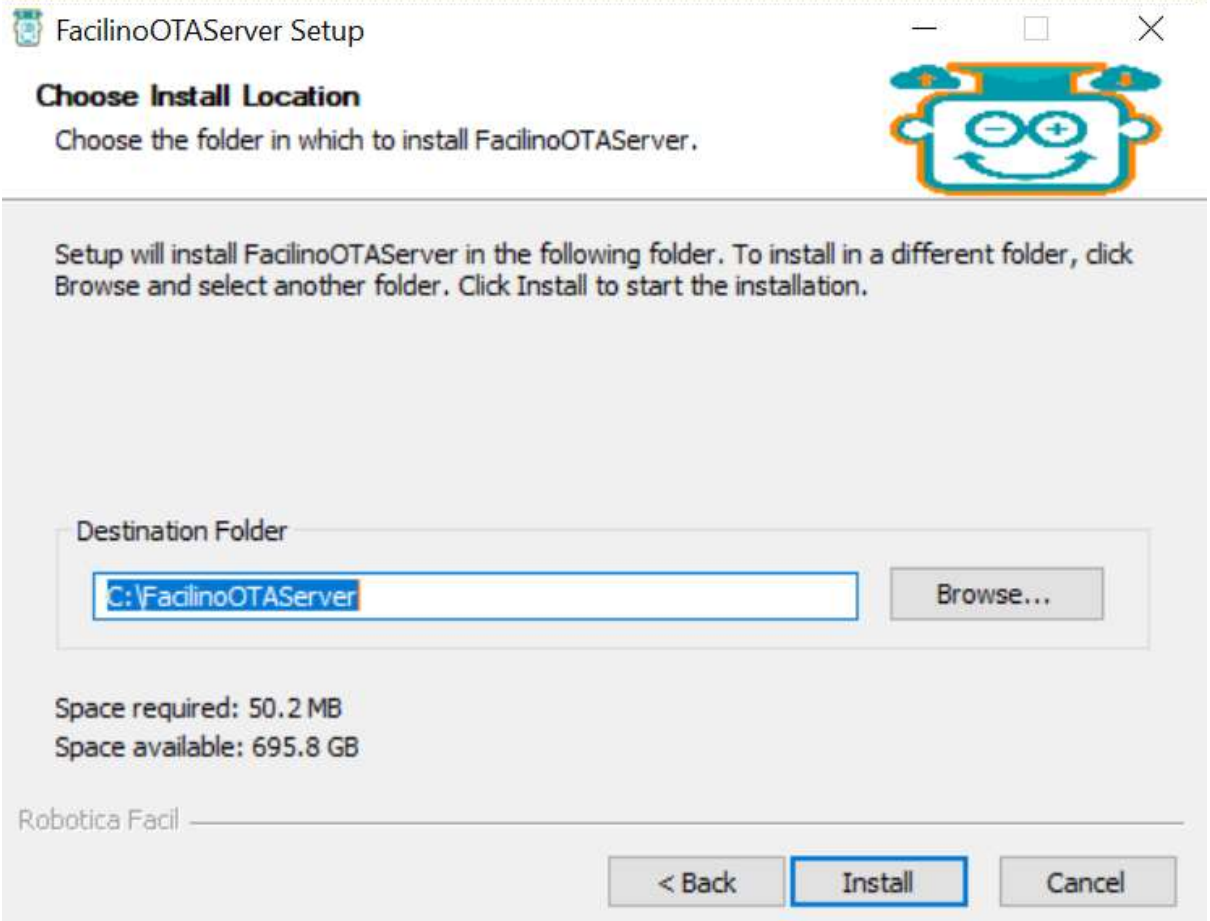 FacilinoOTAServer Setup
Choose Install Location
Choose the folder in which to install FacilinoOTAServer.
Setup will install FacilinoOTAServer in the following folder. To install in a different folder, click
Browse and select another folder. Click Install to start the installation.
Destination Folder
C:\FacilinoOTAServer
Browse...
Space required: 50.2 MB
Space available: 695.8 GB
Robotica Facil
< Back
Install
Cancel